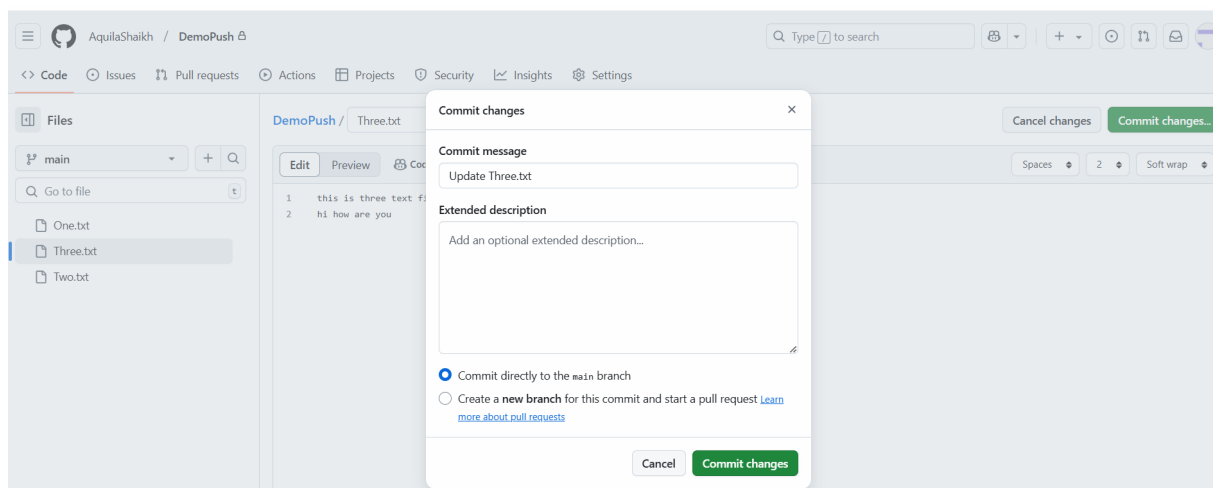 AquilaShaikh / DemoPush
Type / to search
<> Code Issues Pull requests Actions Projects Security Insights Settings
Files
main
Go to file t
One.txt
Three.txt
Two.txt
DemoPush / Three.txt
Cancel changes Commit changes...
Edit Preview
Spaces 2 Soft wrap
1 this is three text
2 hi how are you
Commit changes
Commit message
Update Three.txt
Extended description
Add an optional extended description...
Commit directly to the main branch
Create a new branch for this commit and start a pull request Learn
more about pull requests
Cancel Commit changes